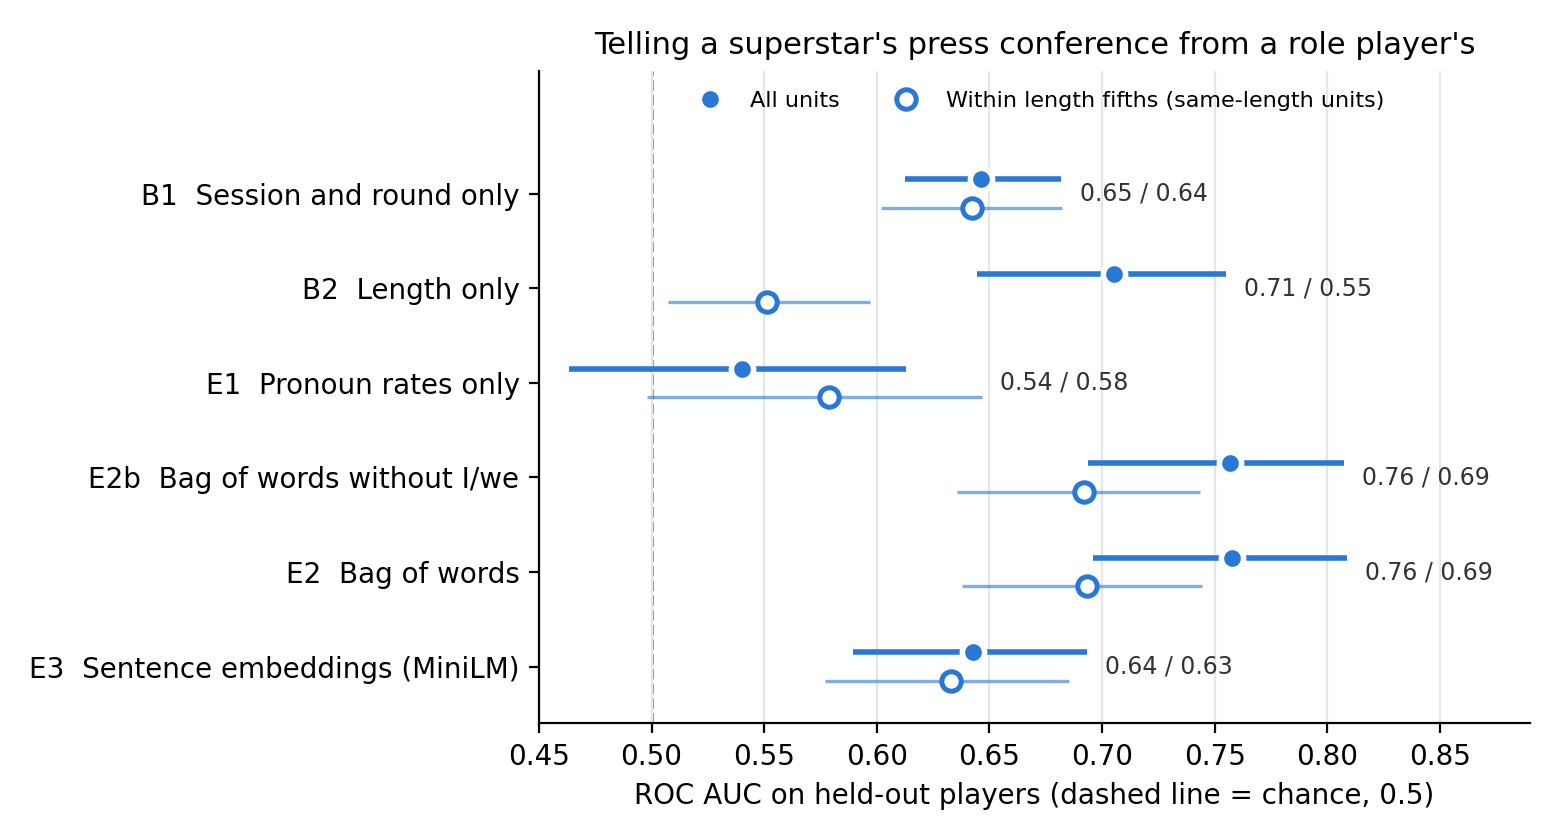 Telling a superstar's press conference from a role player's
All units
Within length fifths (same-length units)
B1  Session and round only
0.65 / 0.64
B2  Length only
0.71 / 0.55
E1  Pronoun rates only
0.54 / 0.58
E2b  Bag of words without I/we
0.76 / 0.69
E2  Bag of words
0.76 / 0.69
E3  Sentence embeddings (MiniLM)
0.64 / 0.63
0.45 0.50 0.55 0.60 0.65 0.70 0.75 0.80 0.85
ROC AUC on held-out players (dashed line = chance, 0.5)